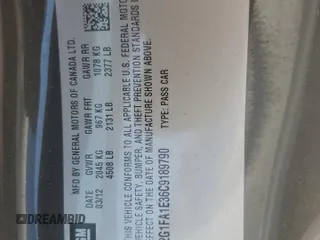 MFD BY GENERAL MOTORS OF CANADA LTD.
DATE GVWR GAWR FRT GAWR RR
03/12 2045 KG 967 KG 1078 KG
4508 LB 2131 LB 2377 LB
THIS VEHICLE CONFORMS TO ALL APPLICABLE U.S. FEDERAL MOTOR
VEHICLE SAFETY, BUMPER, AND THEFT PREVENTION STANDARDS IN
EFFECT ON THE DATE OF MANUFACTURE SHOWN ABOVE.
2G1FA1E36C9189790 TYPE: PASS CAR
GM
DREAMBID